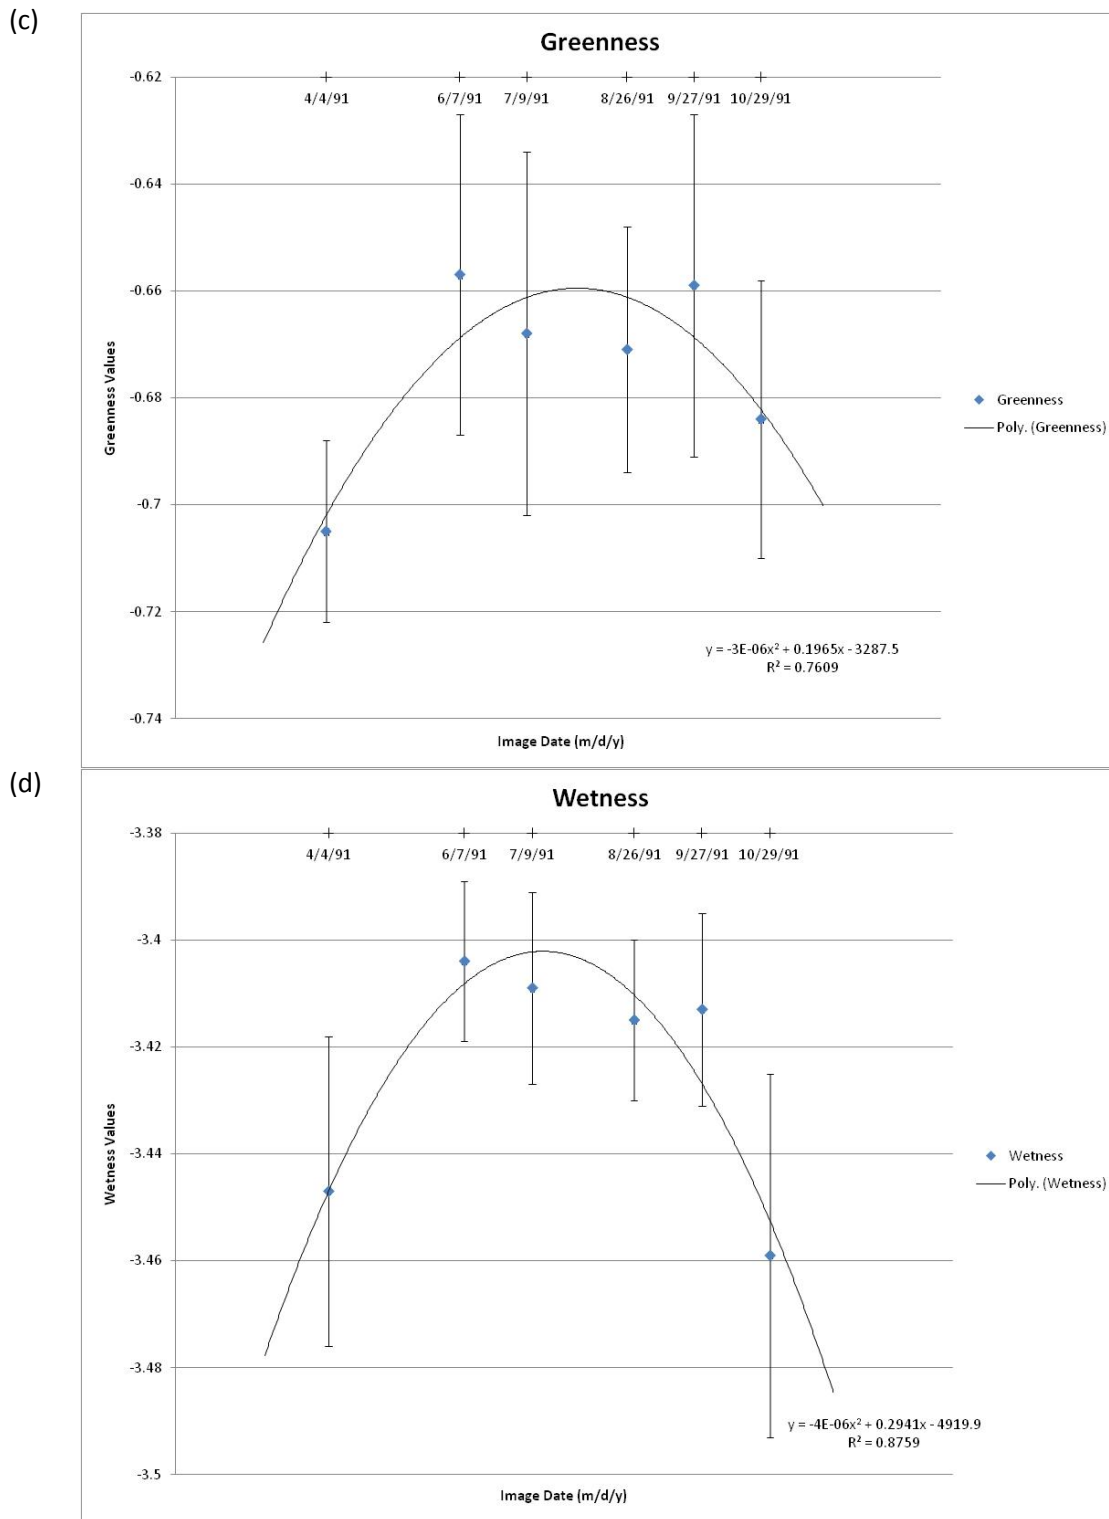 (c)
Greenness
-0.62
4/4/91 6/7/91 7/9/91 8/26/91 9/27/91 10/29/91
-0.64
-0.66
Greenness Values
-0.68
Greenness
Poly. (Greenness)
-0.7
-0.72
y = -3E-06x² + 0.1965x - 3287.5
R² = 0.7609
-0.74
Image Date (m/d/y)
(d)
Wetness
-3.38
4/4/91 6/7/91 7/9/91 8/26/91 9/27/91 10/29/91
-3.4
-3.42
Wetness Values
-3.44
Wetness
Poly. (Wetness)
-3.46
-3.48
y = -4E-06x² + 0.2941x - 4919.9
R² = 0.8759
-3.5
Image Date (m/d/y)